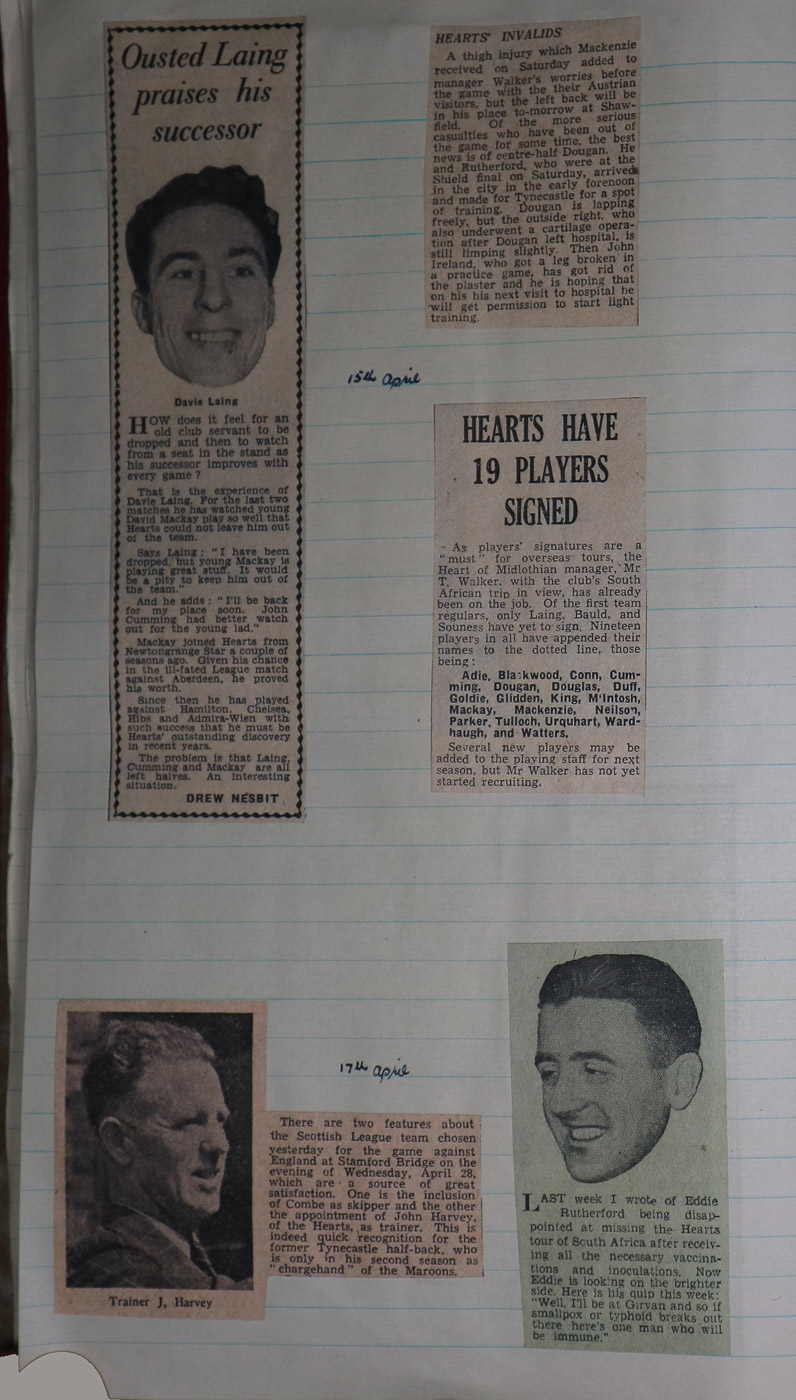 Ousted Laing
praises his
successor
Davie Laing
HOW does it feel for an
old club servant to be
dropped and then to watch
from a seat in the stand as
his successor improves with
every game ?
That is the experience of
Davie Laing. For the last two
matches he has watched young
David Mackay play so well that
Hearts could not leave him out
of the team.
Says Laing: "I have been
dropped, but young Mackay is
playing great stuff. It would
be a pity to keep him out of
the team."
And he adds: "I'll be back
for my place soon. John
Cumming had better watch
out for the young lad."
Mackay joined Hearts from
Newtongrange Star a couple of
seasons ago. Given his chance
in the ill-fated League match
against Aberdeen, he proved
his worth.
Since then he has played
against Hamilton, Chelsea,
Hibs and Admira-Wien with
such success that he must be
Hearts' outstanding discovery
in recent years.
The problem is that Laing,
Cumming and Mackay are all
left halves. An interesting
situation.
DREW NESBIT
HEARTS' INVALIDS
A thigh injury which Mackenzie
received on Saturday added to
manager Walker's worries before
the game with the their Austrian
visitors, but the left back will be
in his place to-morrow at Shaw-
field. Of the more serious
casualties who have been out of
the game for some time, the best
news is of centre-half Dougan. He
and Rutherford, who were at the
Shield final on Saturday, arrived
in the city in the early forenoon
and made for Tynecastle for a spot
of training. Dougan is lapping
freely, but the outside right, who
also underwent a cartilage opera-
tion after Dougan left hospital, is
still limping slightly. Then John
Ireland, who got a leg broken in
a practice game, has got rid of
the plaster and he is hoping that
on his his next visit to hospital he
will get permission to start light
training.
15th April
HEARTS HAVE
19 PLAYERS
SIGNED
As players' signatures are a
"must" for overseas tours, the
Heart of Midlothian manager, Mr
T. Walker, with the club's South
African trip in view, has already
been on the job. Of the first team
regulars, only Laing, Bauld, and
Souness have yet to sign. Nineteen
players in all have appended their
names to the dotted line, those
being:
Adie, Blackwood, Conn, Cum-
ming, Dougan, Douglas, Duff,
Goldie, Glidden, King, M'Intosh,
Mackay, Mackenzie, Neilson,
Parker, Tulloch, Urquhart, Ward-
haugh, and Watters.
Several new players may be
added to the playing staff for next
season, but Mr Walker has not yet
started recruiting.
Trainer J. Harvey
17th April
There are two features about
the Scottish League team chosen
yesterday for the game against
England at Stamford Bridge on the
evening of Wednesday, April 28,
which are a source of great
satisfaction. One is the inclusion
of Combe as skipper and the other
the appointment of John Harvey,
of the Hearts, as trainer. This is
indeed quick recognition for the
former Tynecastle half-back, who
is only in his second season as
"chargehand" of the Maroons.
LAST week I wrote of Eddie
Rutherford being disap-
pointed at missing the Hearts
tour of South Africa after receiv-
ing all the necessary vaccina-
tions and inoculations. Now
Eddie is looking on the brighter
side. Here is his quip this week:
"Well, I'll be at Girvan and so if
smallpox or typhoid breaks out
there here's one man who will
be immune."